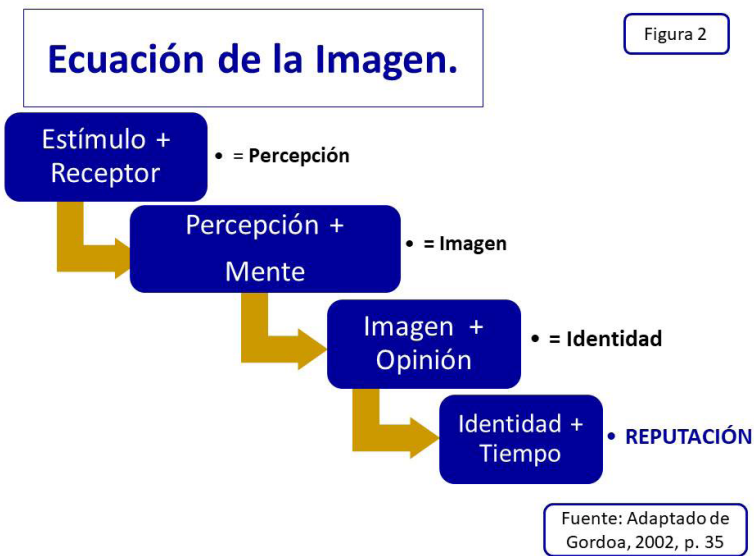 Ecuación de la Imagen.
Figura 2
Estímulo +
Receptor
• = Percepción
Percepción +
Mente
• = Imagen
Imagen +
Opinión
• = Identidad
Identidad +
Tiempo
• REPUTACIÓN
Fuente: Adaptado de
Gordoa, 2002, p. 35